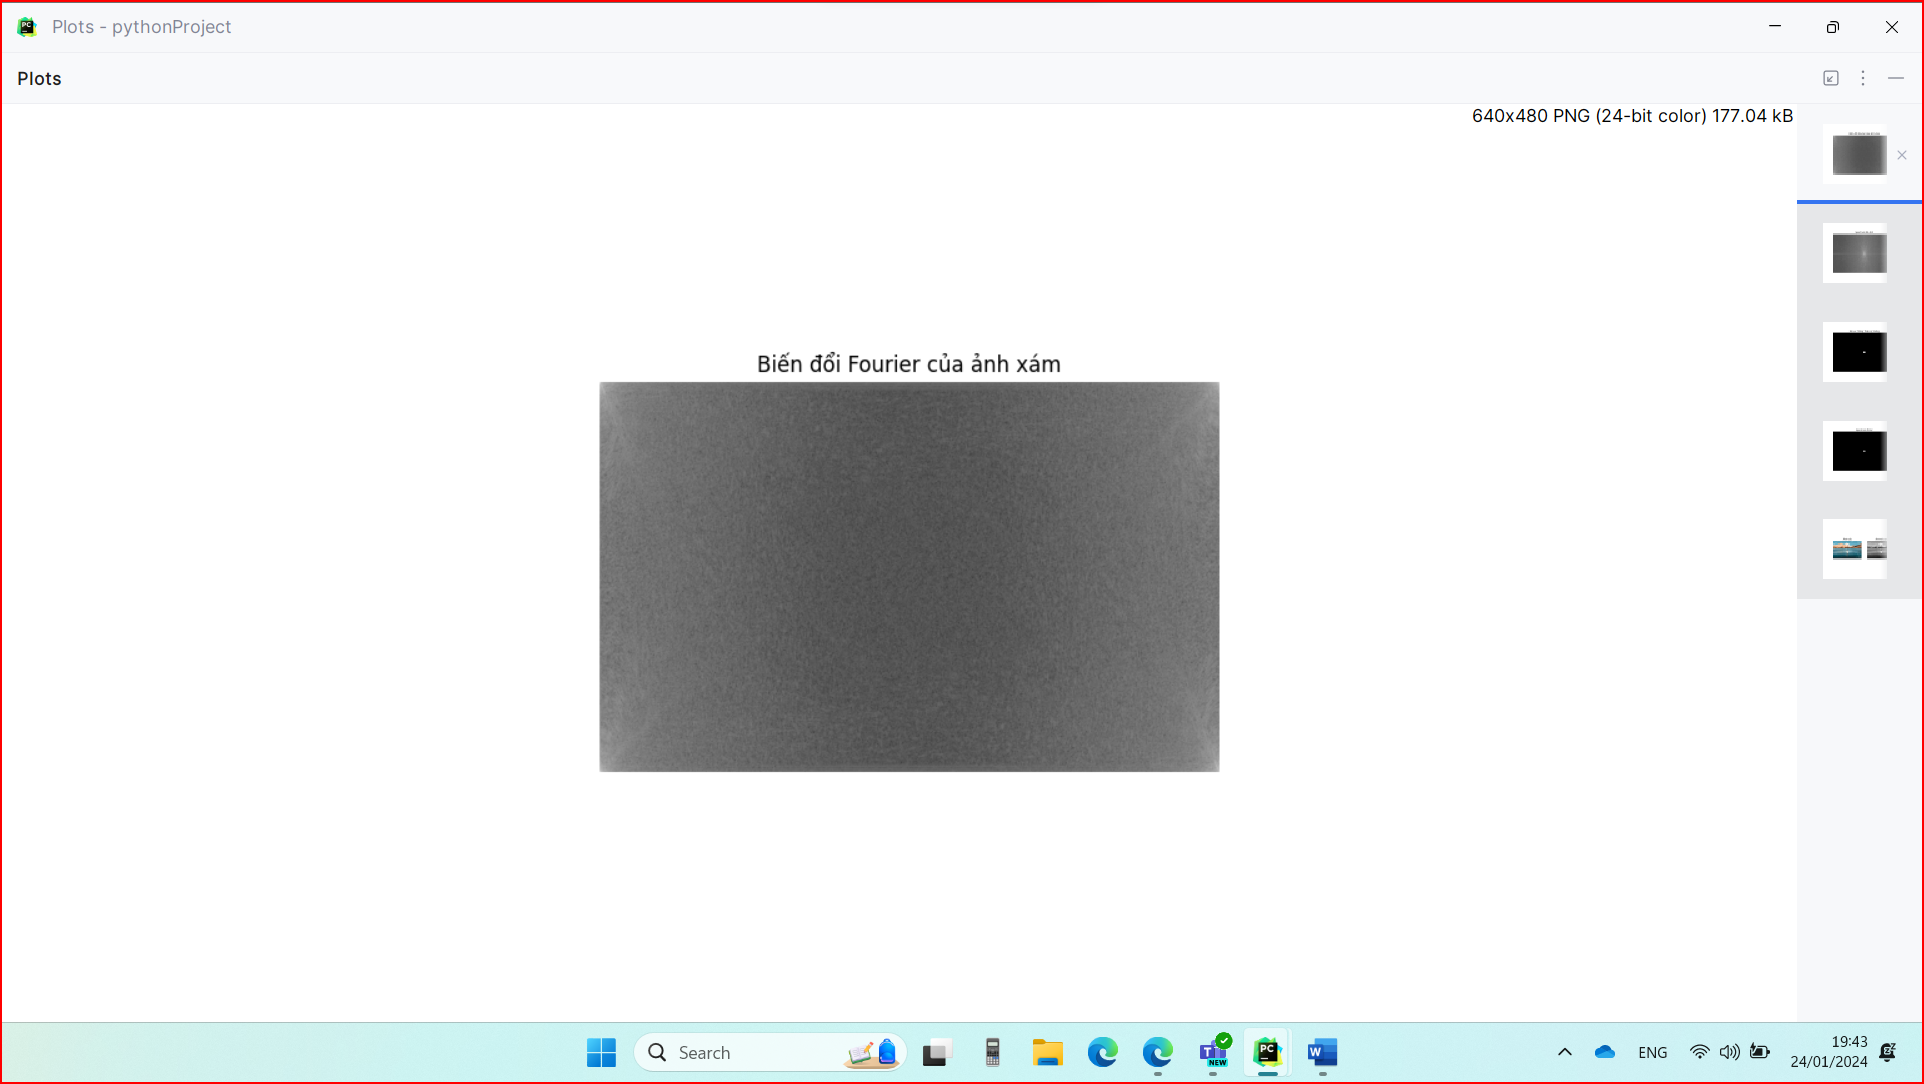 Plots - pythonProject
Plots
640x480 PNG (24-bit color) 177.04 kB
Biến đổi Fourier của ảnh xám
Search
NEW
ENG
19:43
24/01/2024